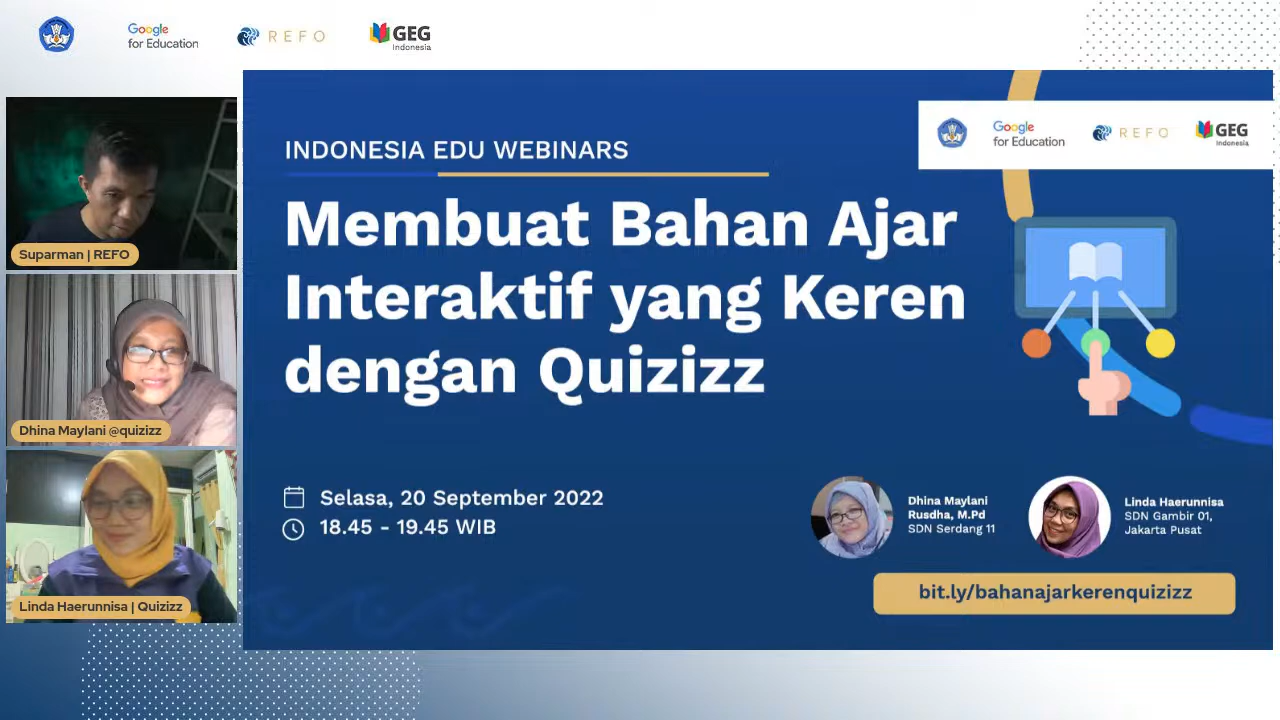 Google
for Education
REFO
GEG
Indonesia
Suparman | REFO
Dhina Maylani @quizizz
Linda Haerunnisa | Quizizz
Google
for Education
REFO
GEG
Indonesia
INDONESIA EDU WEBINARS
Membuat Bahan Ajar
Interaktif yang Keren
dengan Quizizz
Selasa, 20 September 2022
18.45 - 19.45 WIB
Dhina Maylani
Rusdha, M.Pd
SDN Serdang 11
Linda Haerunnisa
SDN Gambir 01,
Jakarta Pusat
bit.ly/bahanajarkerenquizizz